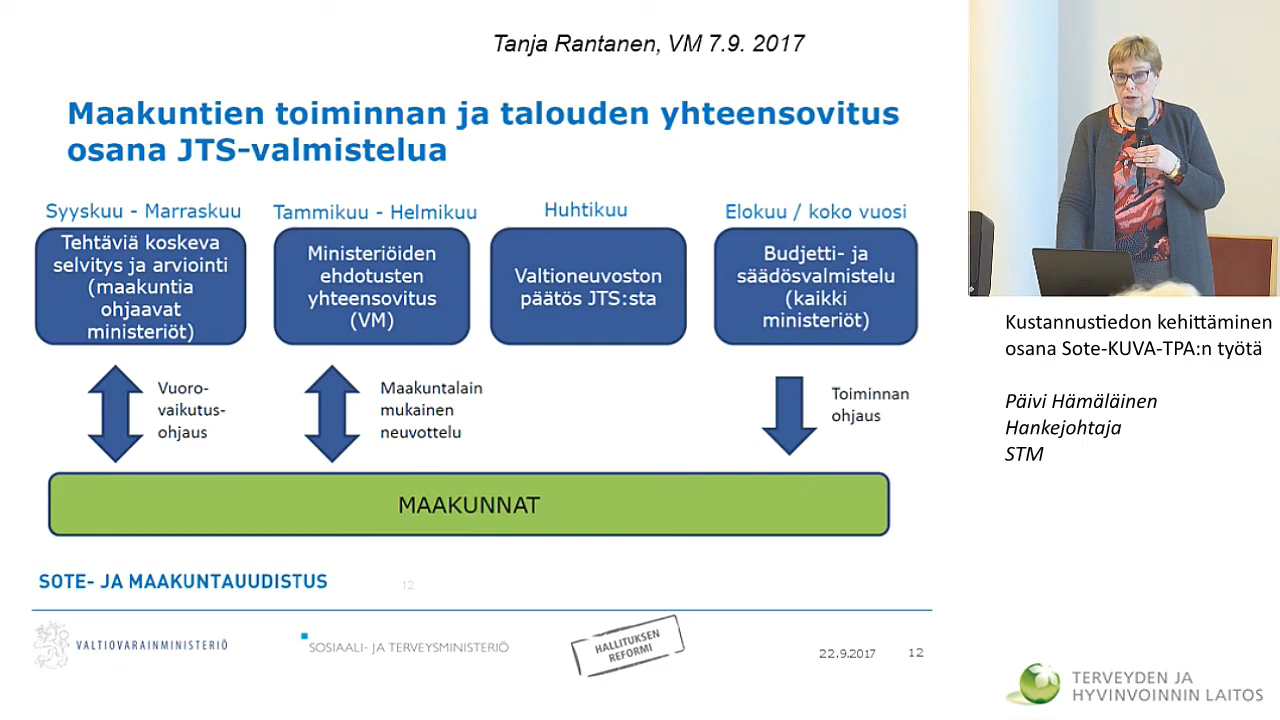 Tanja Rantanen, VM 7.9. 2017
Maakuntien toiminnan ja talouden yhteensovitus
osana JTS-valmistelua
Syyskuu - Marraskuu
Tehtäviä koskeva
selvitys ja arviointi
(maakuntia
ohjaavat
ministeriöt)
Tammikuu - Helmikuu
Ministeriöiden
ehdotusten
yhteensovitus
(VM)
Huhtikuu
Valtioneuvoston
päätös JTS:sta
Elokuu / koko vuosi
Budjetti- ja
säädösvalmistelu
(kaikki
ministeriöt)
Vuoro-
vaikutus-
ohjaus
Maakuntalain
mukainen
neuvottelu
Toiminnan
ohjaus
MAAKUNNAT
SOTE- JA MAAKUNTAUUDISTUS
12
VALTIOVARAINMINISTERIÖ
SOSIAALI- JA TERVEYSMINISTERIÖ
HALLITUKSEN
REFORMI
22.9.2017
12
Kustannustiedon kehittäminen
osana Sote-KUVA-TPA:n työtä
Päivi Hämäläinen
Hankejohtaja
STM
TERVEYDEN JA
HYVINVOINNIN LAITOS